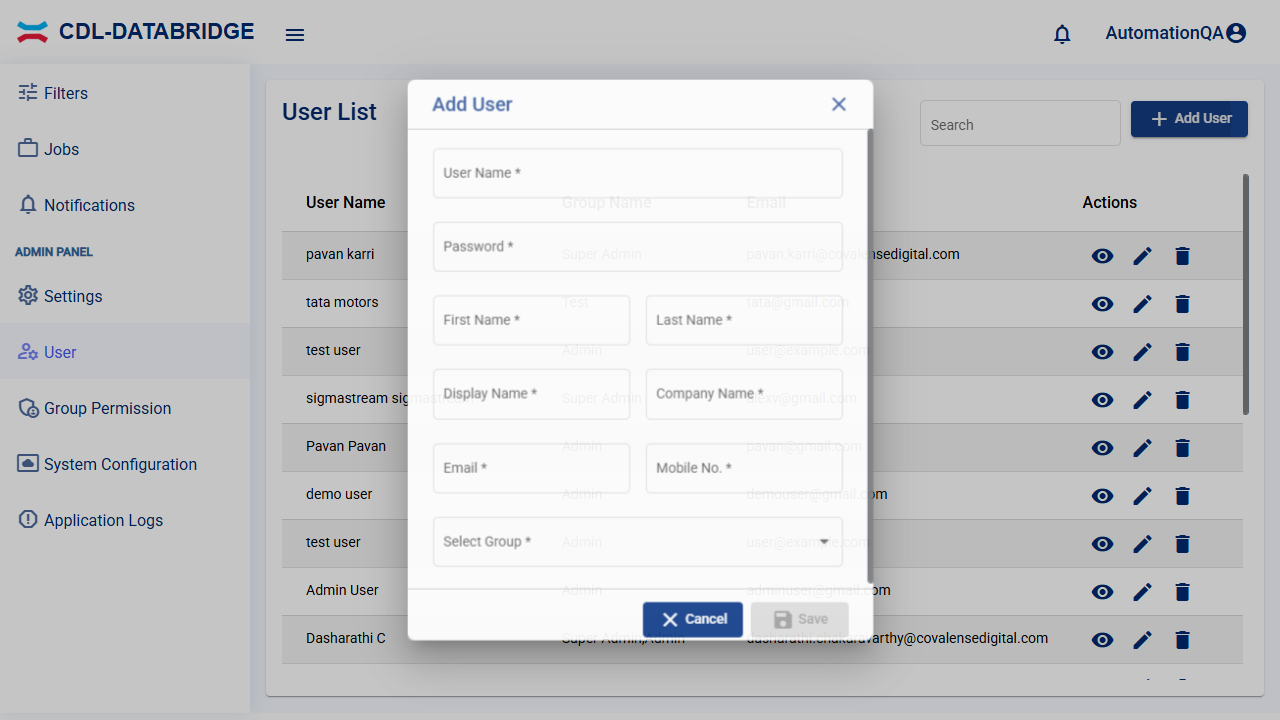 CDL-DATABRIDGE
AutomationQA
Filters
Jobs
Notifications
ADMIN PANEL
Settings
User
Group Permission
System Configuration
Application Logs
User List
Search
Add User
User Name Group Name Email Actions
pavan karri Super Admin pavan.karri@covalensedigital.com
tata motors Test tata@gmail.com
test user Admin user@example.com
sigmastream sigmastream Super Admin alexv@gmail.com
Pavan Pavan Admin pavan@gmail.com
demo user Admin demouser@gmail.com
test user Admin user@example.com
Admin User Admin adminuser@gmail.com
Dasharathi C Super Admin,Admin dasharathi.chakaravarthy@covalensedigital.com
Add User
User Name *
Password *
First Name * Last Name *
Display Name * Company Name *
Email * Mobile No. *
Select Group *
Cancel Save